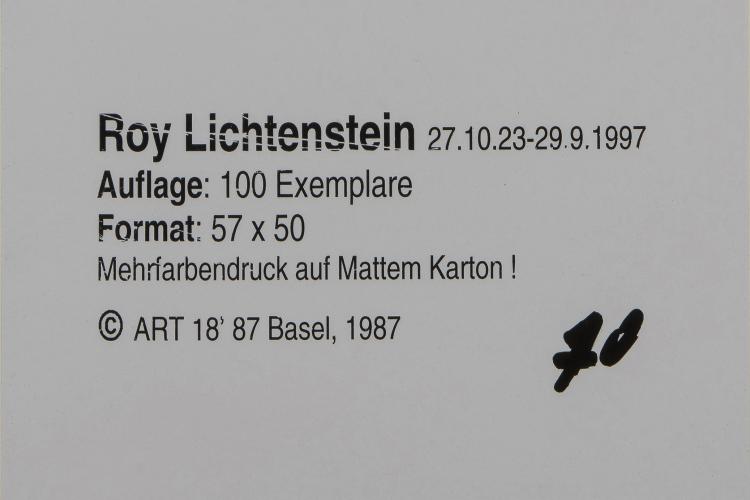 Roy Lichtenstein 27.10.23-29.9.1997
Auflage: 100 Exemplare
Format: 57 x 50
Mehrfarbendruck auf Mattem Karton !
© ART 18' 87 Basel, 1987
70